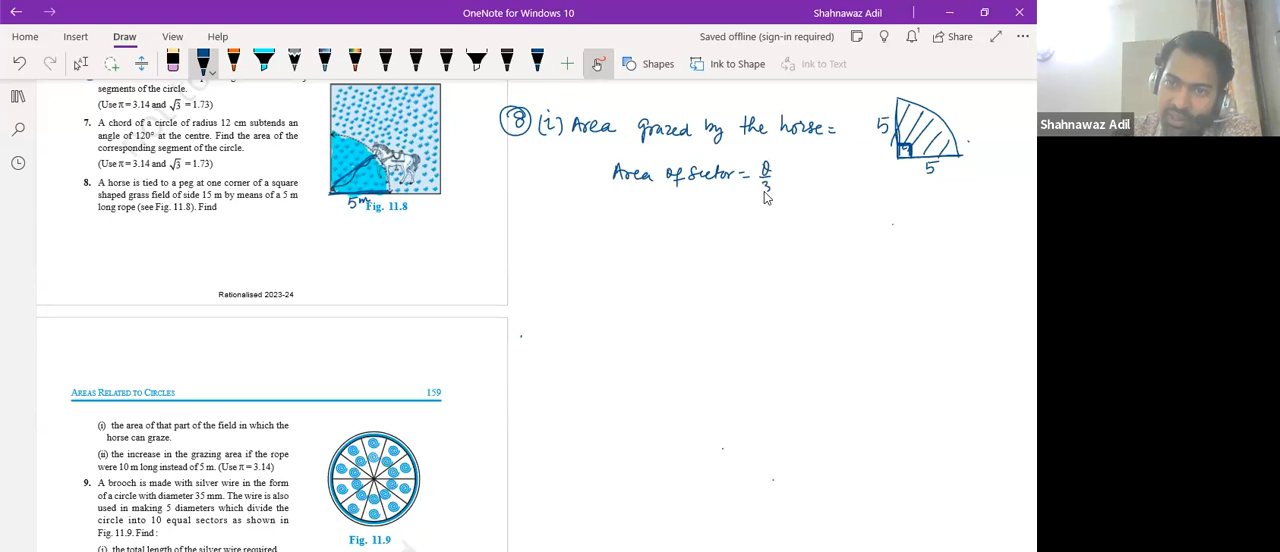 OneNote for Windows 10
Shahnawaz Adil
Home Insert Draw View Help
Saved offline (sign-in required)
Share
Shapes
Ink to Shape
Ink to Text
segments of the circle.
(Use π = 3.14 and √3 = 1.73)
7. A chord of a circle of radius 12 cm subtends an
angle of 120° at the centre. Find the area of the
corresponding segment of the circle.
(Use π = 3.14 and √3 = 1.73)
8. A horse is tied to a peg at one corner of a square
shaped grass field of side 15 m by means of a 5 m
long rope (see Fig. 11.8). Find
5m
Fig. 11.8
Rationalised 2023-24
8 (i) Area grazed by the horse =
Area of Sector = θ/3
5
5
Shahnawaz Adil
AREAS RELATED TO CIRCLES 159
(i) the area of that part of the field in which the
horse can graze.
(ii) the increase in the grazing area if the rope
were 10 m long instead of 5 m. (Use π = 3.14)
9. A brooch is made with silver wire in the form
of a circle with diameter 35 mm. The wire is also
used in making 5 diameters which divide the
circle into 10 equal sectors as shown in
Fig. 11.9. Find :
(i) the total length of the silver wire required
Fig. 11.9